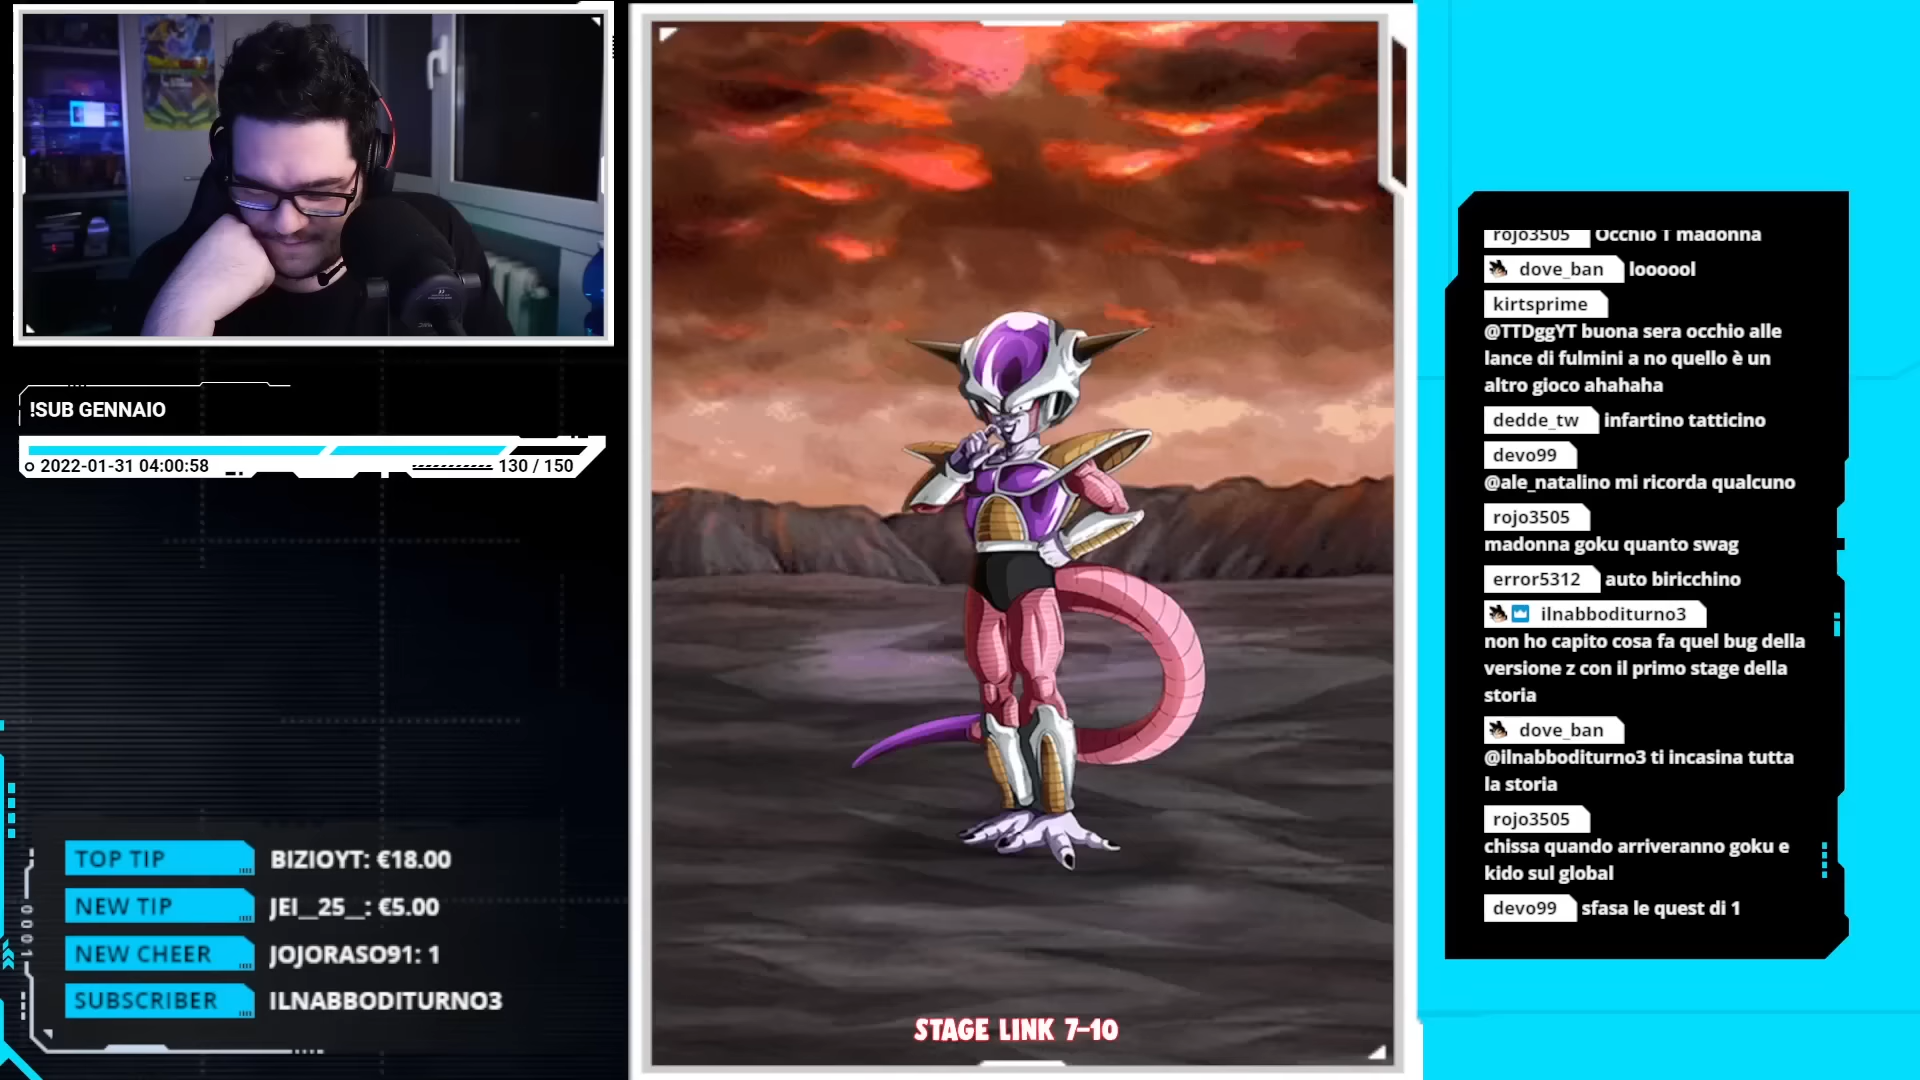 !SUB GENNAIO
2022-01-31 04:00:58
130 / 150
TOP TIP BIZIOYT: €18.00
NEW TIP JEI__25__: €5.00
NEW CHEER JOJORASO91: 1
SUBSCRIBER ILNABBODITURNO3
0001
STAGE LINK 7-10
rojo3505 Occhio T madonna
dove_ban loooool
kirtsprime
@TTDggYT buona sera occhio alle
lance di fulmini a no quello è un
altro gioco ahahaha
dedde_tw infartino tatticino
devo99
@ale_natalino mi ricorda qualcuno
rojo3505
madonna goku quanto swag
error5312 auto biricchino
ilnabboditurno3
non ho capito cosa fa quel bug della
versione z con il primo stage della
storia
dove_ban
@ilnabboditurno3 ti incasina tutta
la storia
rojo3505
chissa quando arriveranno goku e
kido sul global
devo99 sfasa le quest di 1